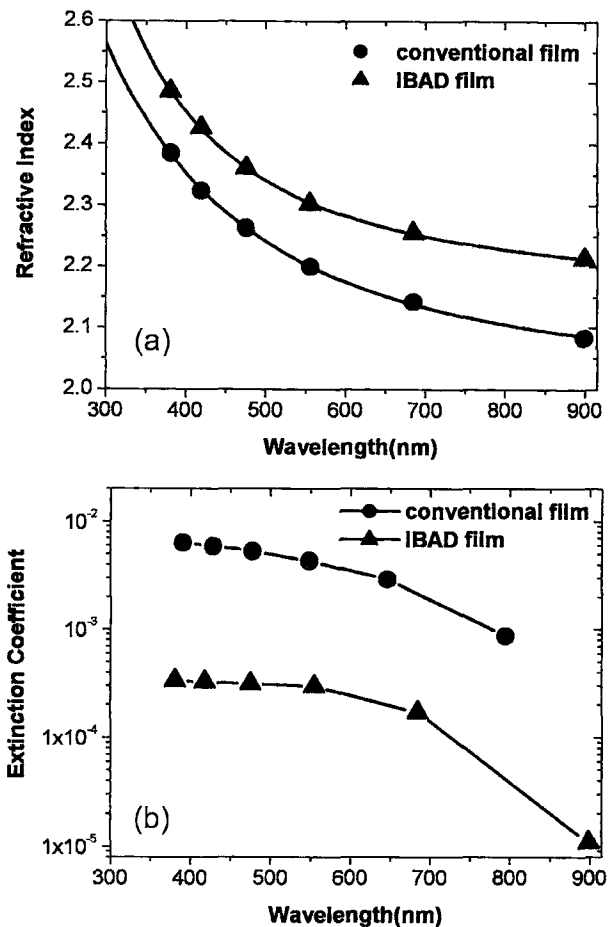 2.6
2.5
2.4
2.3
2.2
2.1
2.0
Refractive Index
conventional film
IBAD film
(a)
300 400 500 600 700 800 900
Wavelength(nm)
10⁻²
10⁻³
1x10⁻⁴
1x10⁻⁵
Extinction Coefficient
conventional film
IBAD film
(b)
300 400 500 600 700 800 900
Wavelength(nm)